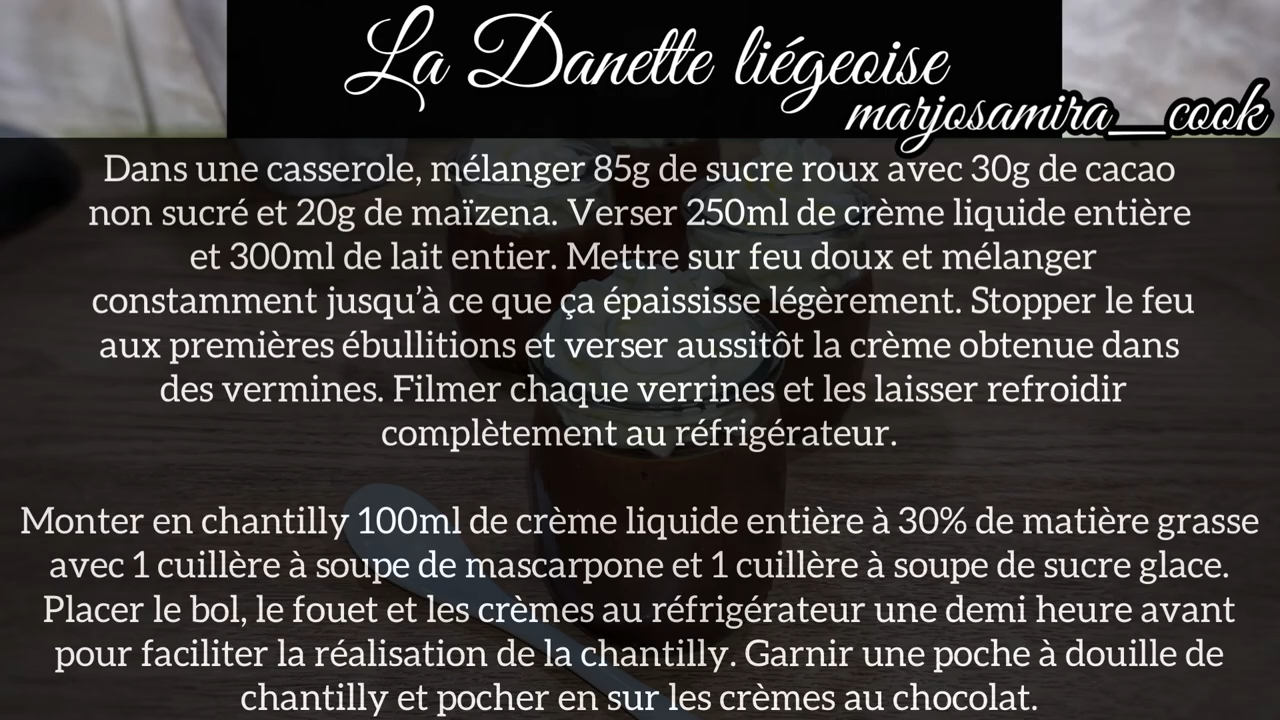 La Danette liégeoise
marjosamira__cook
Dans une casserole, mélanger 85g de sucre roux avec 30g de cacao
non sucré et 20g de maïzena. Verser 250ml de crème liquide entière
et 300ml de lait entier. Mettre sur feu doux et mélanger
constamment jusqu’à ce que ça épaississe légèrement. Stopper le feu
aux premières ébullitions et verser aussitôt la crème obtenue dans
des vermines. Filmer chaque verrines et les laisser refroidir
complètement au réfrigérateur.
Monter en chantilly 100ml de crème liquide entière à 30% de matière grasse
avec 1 cuillère à soupe de mascarpone et 1 cuillère à soupe de sucre glace.
Placer le bol, le fouet et les crèmes au réfrigérateur une demi heure avant
pour faciliter la réalisation de la chantilly. Garnir une poche à douille de
chantilly et pocher en sur les crèmes au chocolat.